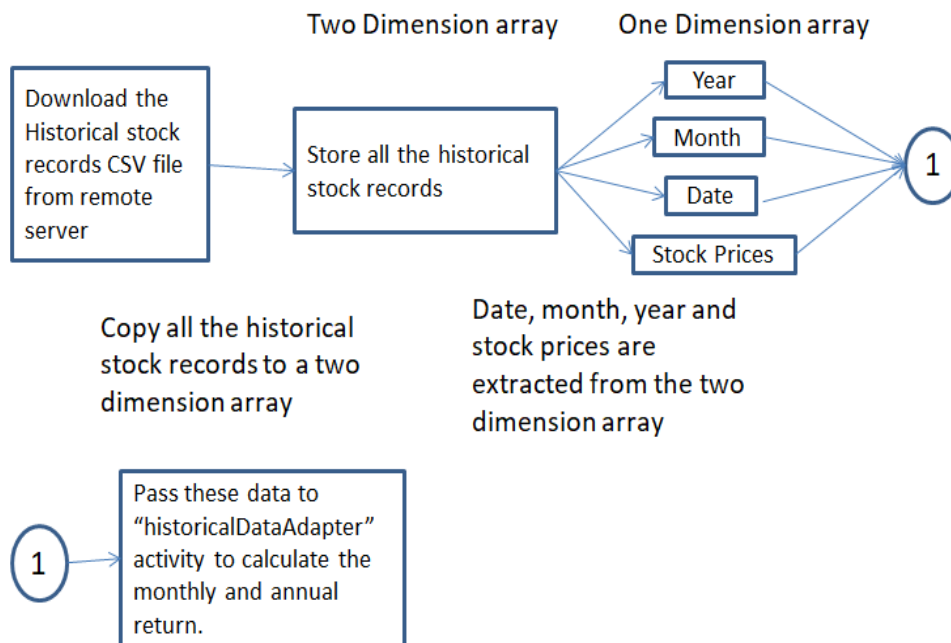 Two Dimension array
One Dimension array
Download the
Historical stock
records CSV file
from remote
server
Store all the historical
stock records
Year
Month
Date
Stock Prices
1
Copy all the historical
stock records to a two
dimension array
Date, month, year and
stock prices are
extracted from the two
dimension array
1
Pass these data to
“historicalDataAdapter”
activity to calculate the
monthly and annual
return.